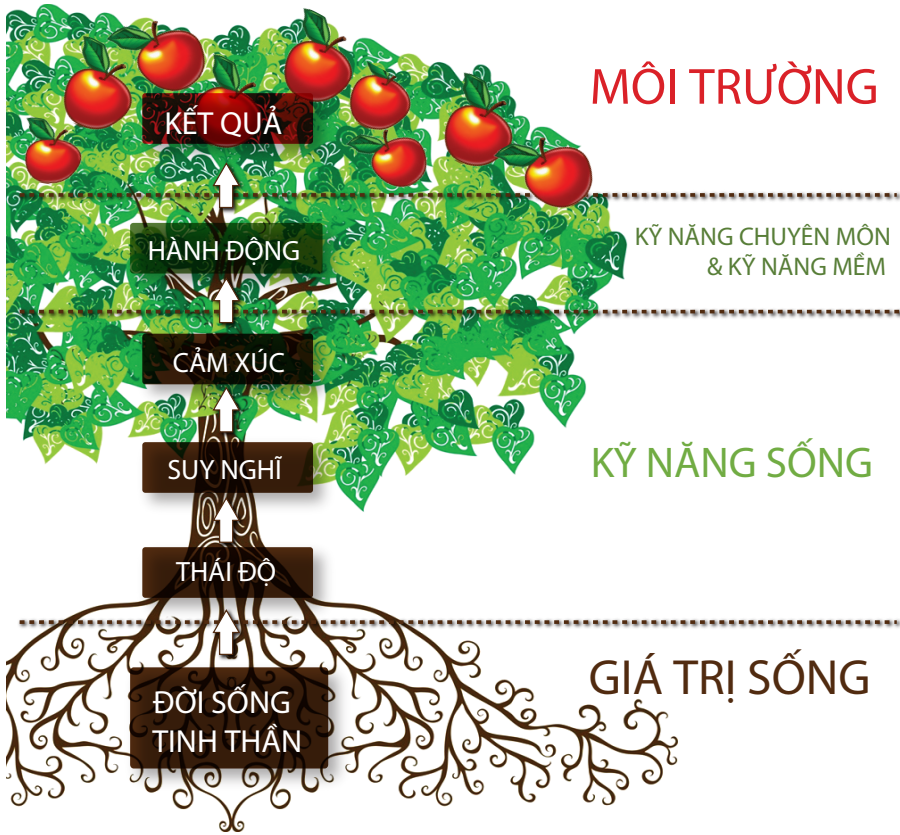 MÔI TRƯỜNG
KẾT QUẢ
HÀNH ĐỘNG
KỸ NĂNG CHUYÊN MÔN
& KỸ NĂNG MỀM
CẢM XÚC
SUY NGHĨ
KỸ NĂNG SỐNG
THÁI ĐỘ
GIÁ TRỊ SỐNG
ĐỜI SỐNG
TINH THẦN